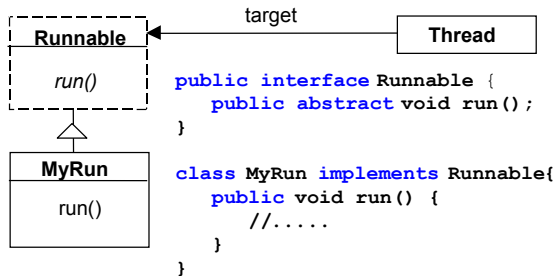 target
Runnable
Thread
run()
public interface Runnable {
public abstract void run();
}
MyRun
run()
class MyRun implements Runnable{
public void run() {
//.....
}
}